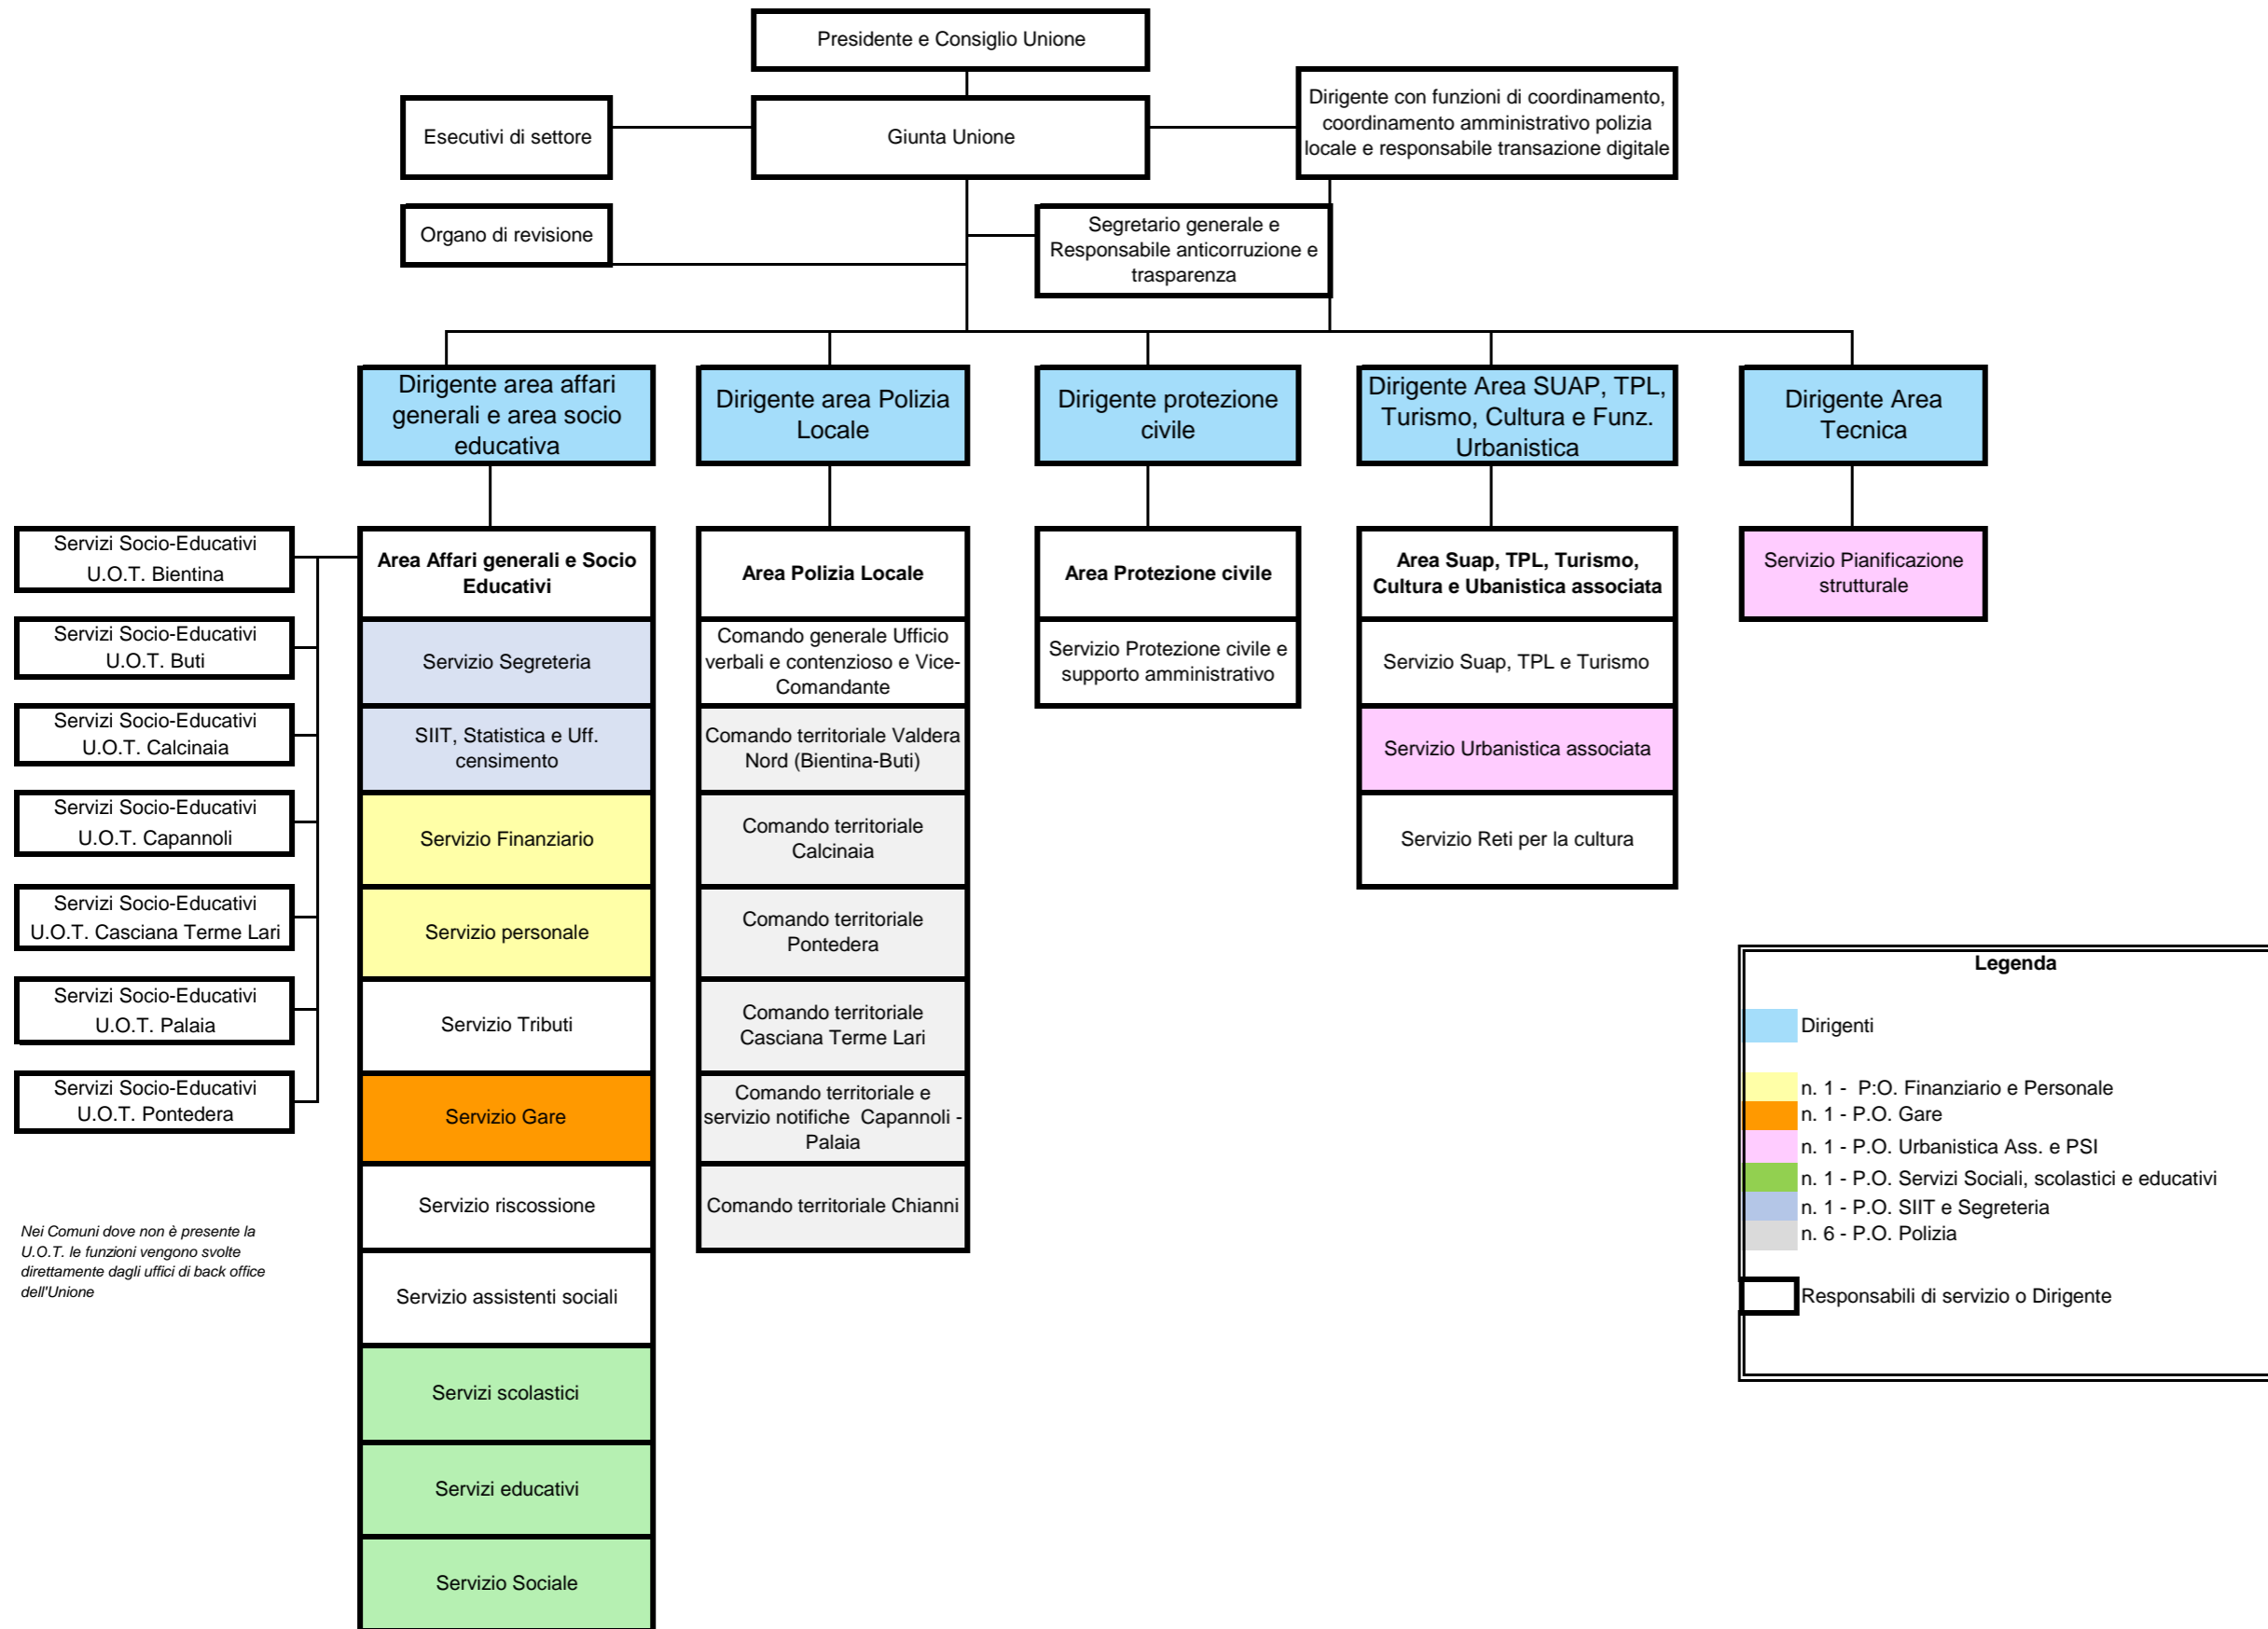 Presidente e Consiglio Unione
Esecutivi di settore
Giunta Unione
Dirigente con funzioni di coordinamento,
coordinamento amministrativo polizia
locale e responsabile transazione digitale
Organo di revisione
Segretario generale e
Responsabile anticorruzione e
trasparenza
Dirigente area affari
generali e area socio
educativa
Dirigente area Polizia
Locale
Dirigente protezione
civile
Dirigente Area SUAP, TPL,
Turismo, Cultura e Funz.
Urbanistica
Dirigente Area
Tecnica
Servizi Socio-Educativi
U.O.T. Bientina
Servizi Socio-Educativi
U.O.T. Buti
Servizi Socio-Educativi
U.O.T. Calcinaia
Servizi Socio-Educativi
U.O.T. Capannoli
Servizi Socio-Educativi
U.O.T. Casciana Terme Lari
Servizi Socio-Educativi
U.O.T. Palaia
Servizi Socio-Educativi
U.O.T. Pontedera
Nei Comuni dove non è presente la
U.O.T. le funzioni vengono svolte
direttamente dagli uffici di back office
dell'Unione
Area Affari generali e Socio
Educativi
Servizio Segreteria
SIIT, Statistica e Uff.
censimento
Servizio Finanziario
Servizio personale
Servizio Tributi
Servizio Gare
Servizio riscossione
Servizio assistenti sociali
Servizi scolastici
Servizi educativi
Servizio Sociale
Area Polizia Locale
Comando generale Ufficio
verbali e contenzioso e Vice-
Comandante
Comando territoriale Valdera
Nord (Bientina-Buti)
Comando territoriale
Calcinaia
Comando territoriale
Pontedera
Comando territoriale
Casciana Terme Lari
Comando territoriale e
servizio notifiche  Capannoli -
Palaia
Comando territoriale Chianni
Area Protezione civile
Servizio Protezione civile e
supporto amministrativo
Area Suap, TPL, Turismo,
Cultura e Ubanistica associata
Servizio Suap, TPL e Turismo
Servizio Urbanistica associata
Servizio Reti per la cultura
Servizio Pianificazione
strutturale
Legenda
Dirigenti
n. 1 -  P:O. Finanziario e Personale
n. 1 - P.O. Gare
n. 1 - P.O. Urbanistica Ass. e PSI
n. 1 - P.O. Servizi Sociali, scolastici e educativi
n. 1 - P.O. SIIT e Segreteria
n. 6 - P.O. Polizia
Responsabili di servizio o Dirigente